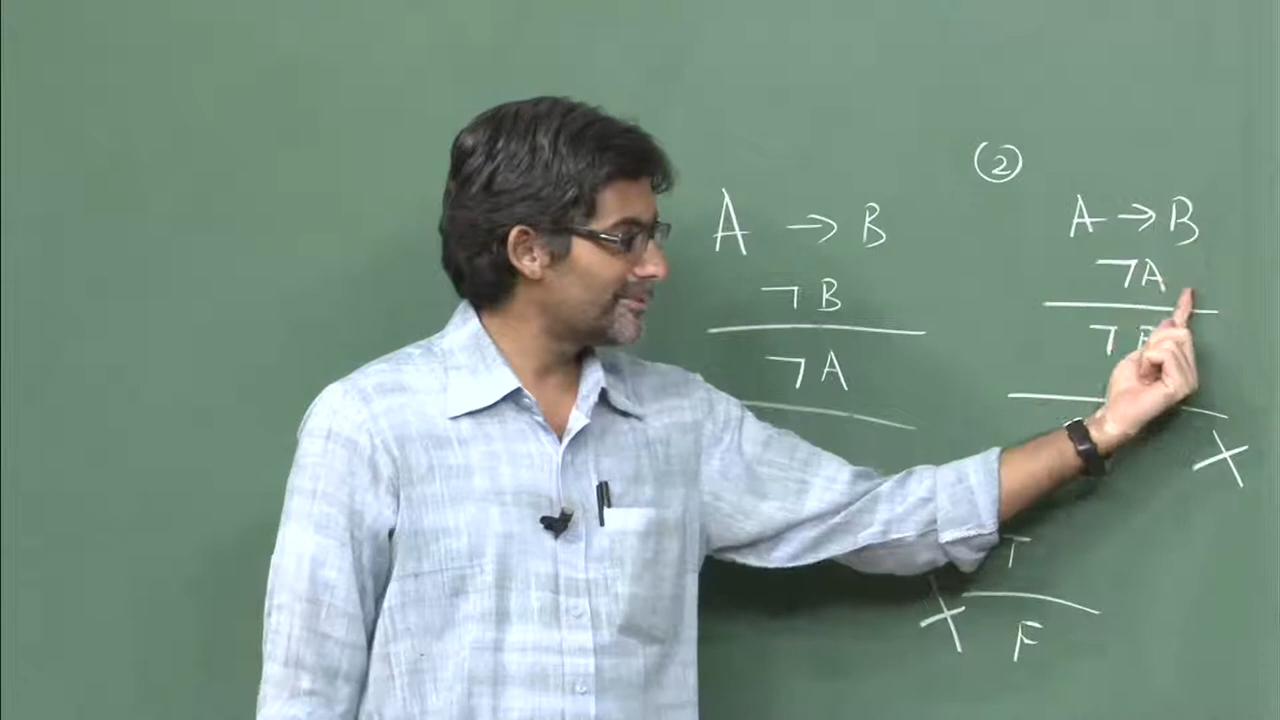 A → B
¬ B
¬ A
②
A → B
¬A
¬
X
T
X
F